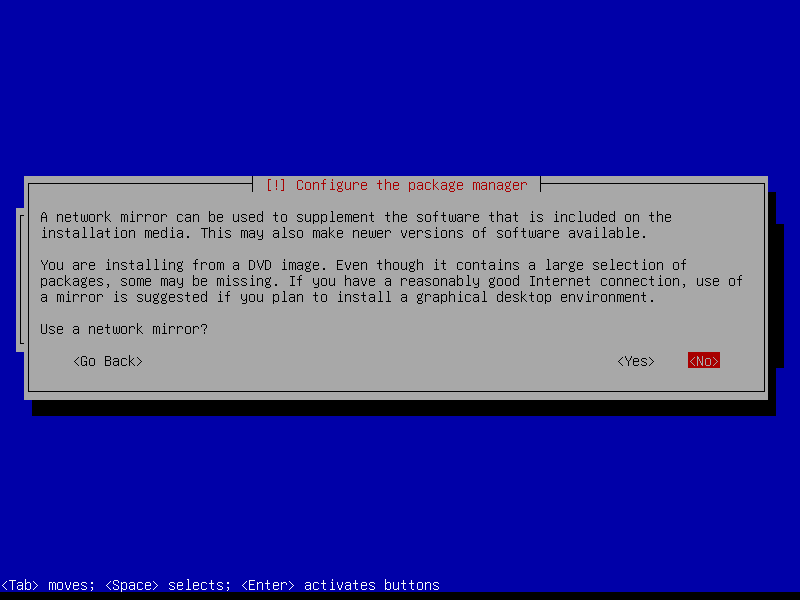 [!] Configure the package manager
A network mirror can be used to supplement the software that is included on the
installation media. This may also make newer versions of software available.
You are installing from a DVD image. Even though it contains a large selection of
packages, some may be missing. If you have a reasonably good Internet connection, use of
a mirror is suggested if you plan to install a graphical desktop environment.
Use a network mirror?
<Go Back> <Yes> <No>
<Tab> moves; <Space> selects; <Enter> activates buttons